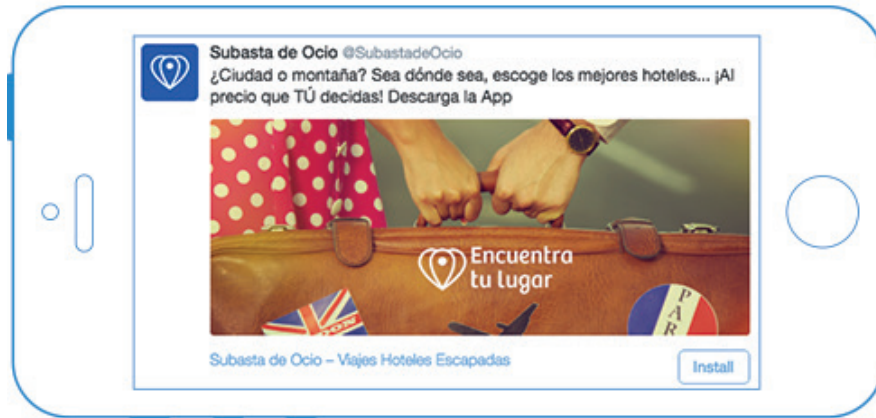 Subasta de Ocio @SubastadeOcio
¿Ciudad o montaña? Sea dónde sea, escoge los mejores hoteles... ¡Al
precio que TÚ decidas! Descarga la App
Encuentra
tu lugar
PAR
Subasta de Ocio – Viajes Hoteles Escapadas
Install